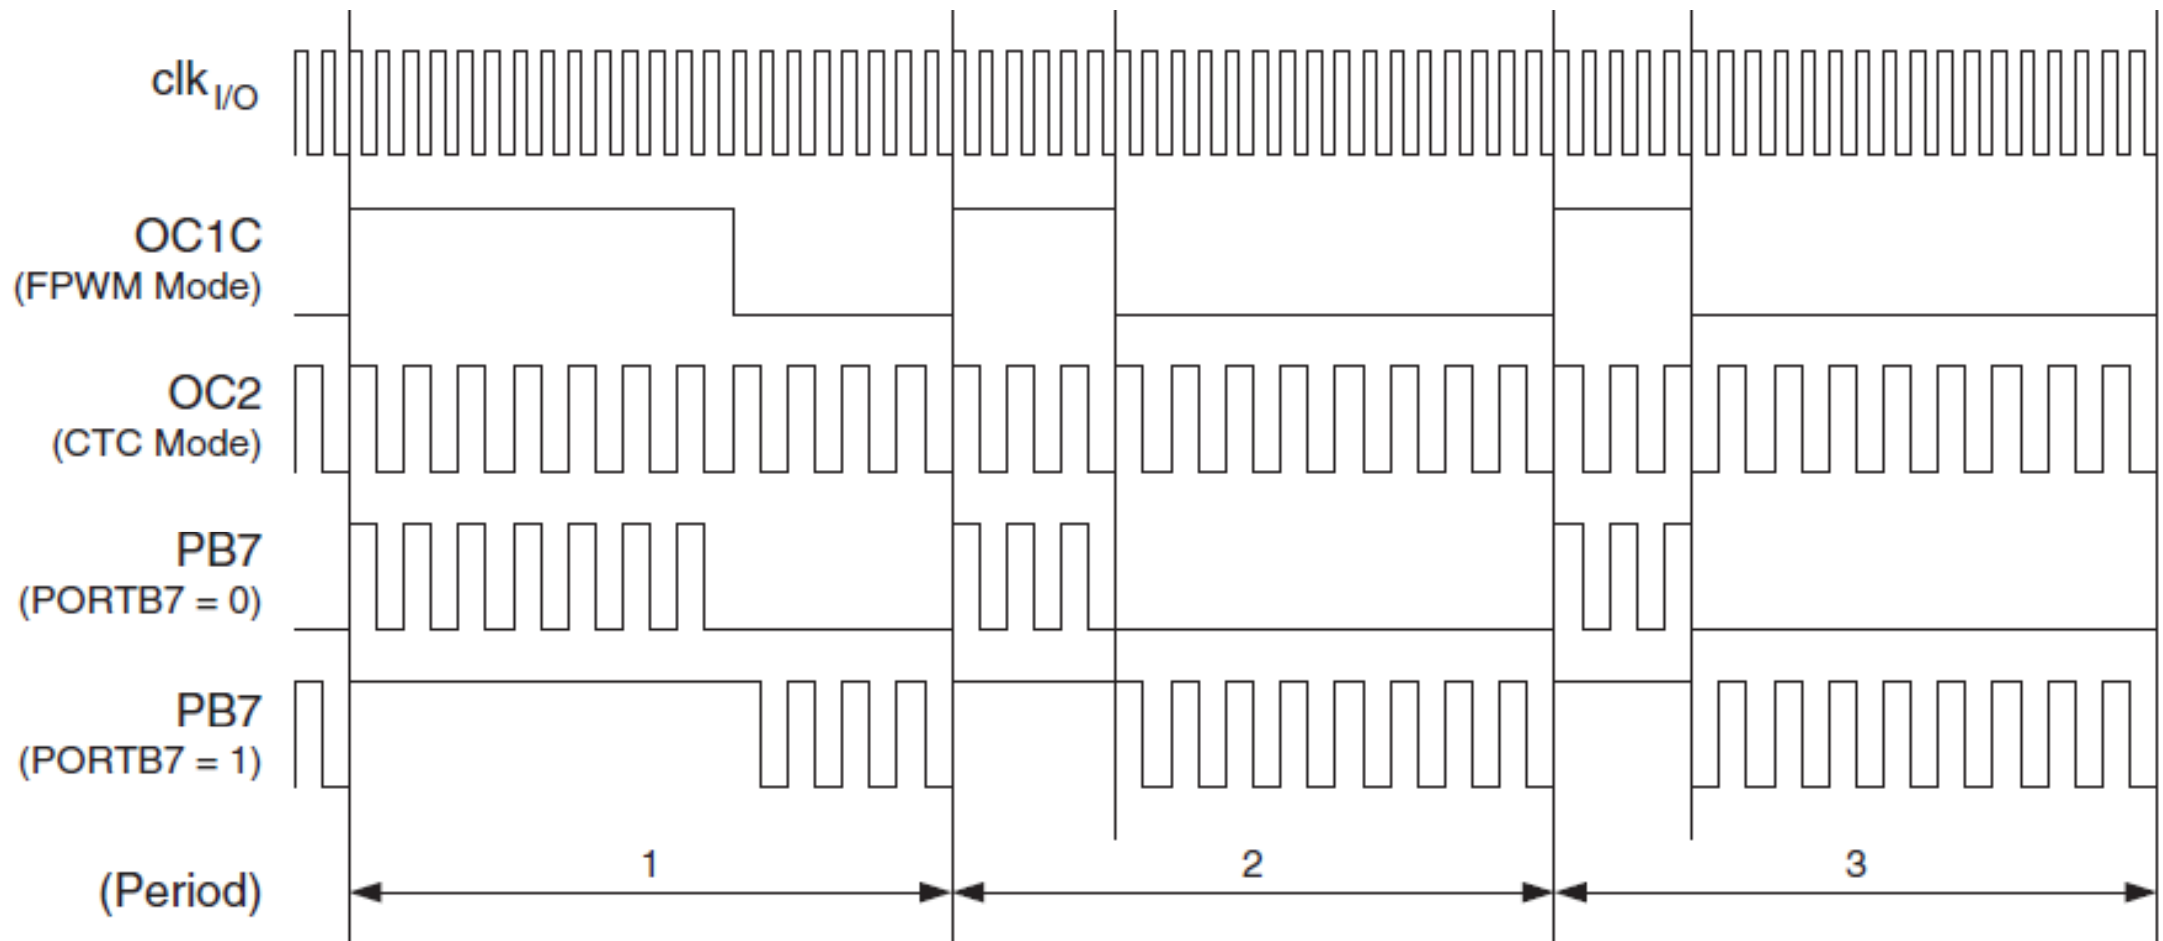 clk I/O
OC1C
(FPWM Mode)
OC2
(CTC Mode)
PB7
(PORTB7 = 0)
PB7
(PORTB7 = 1)
(Period)
1
2
3